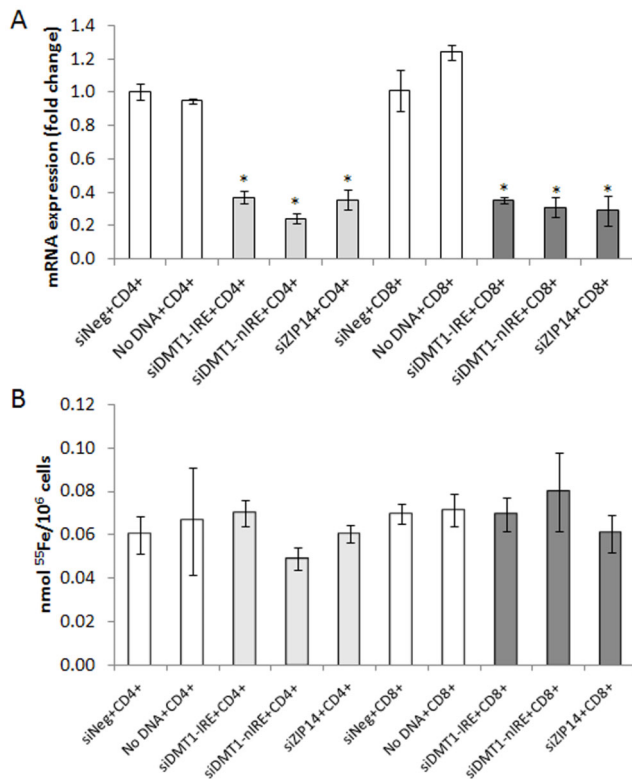 A
mRNA expression (fold change)
1.4
1.2
1.0
0.8
0.6
0.4
0.2
0.0
* * * * * *
siNeg+CD4+
No DNA+CD4+
siDMT1-IRE+CD4+
siDMT1-nIRE+CD4+
siZIP14+CD4+
siNeg+CD8+
No DNA+CD8+
siDMT1-IRE+CD8+
siDMT1-nIRE+CD8+
siZIP14+CD8+
B
nmol ⁵⁵Fe/10⁶ cells
0.12
0.10
0.08
0.06
0.04
0.02
0.00
siNeg+CD4+
No DNA+CD4+
siDMT1-IRE+CD4+
siDMT1-nIRE+CD4+
siZIP14+CD4+
siNeg+CD8+
No DNA+CD8+
siDMT1-IRE+CD8+
siDMT1-nIRE+CD8+
siZIP14+CD8+